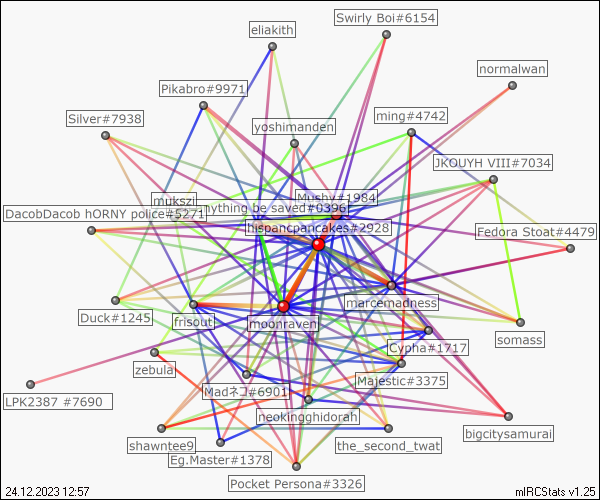 Swirly Boi#6154
eliakith
normalwan
Pikabro#9971
ming#4742
Silver#7938
yoshimanden
JKOUYH VIII#7034
mukszil
Mushy#1984
DacobDacob hORNY police#5271
nything be saved#0396
hispancpancakes#2928
Fedora Stoat#4479
marcemadness
Duck#1245
frisout
moonraven
somass
Cypha#1717
zebula
Majestic#3375
Madネコ#6901
LPK2387 #7690
neokingghidorah
bigcitysamurai
shawntee9
the_second_twat
Eg.Master#1378
Pocket Persona#3326
24.12.2023 12:57
mIRCStats v1.25